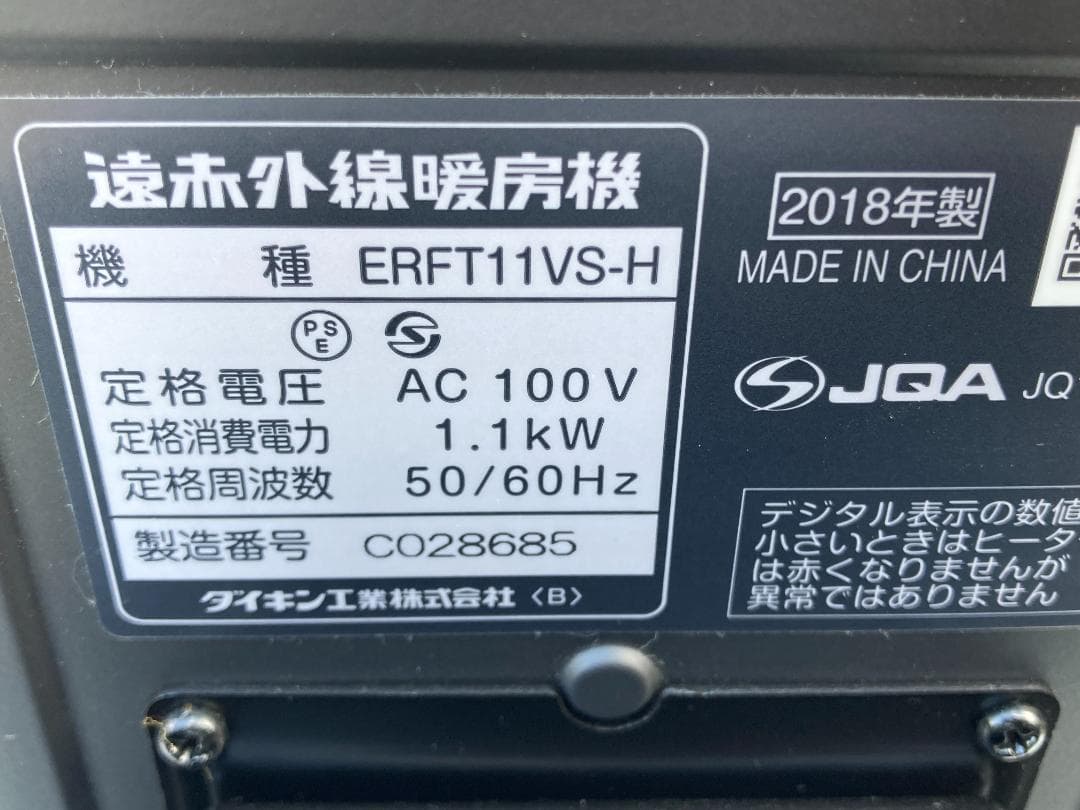 遠赤外線暖房機
機 種 ERFT11VS-H
PSE
定格電圧 AC 100V
定格消費電力 1.1kW
定格周波数 50/60Hz
製造番号 C028685
ダイキン工業株式会社〈B〉
2018年製
MADE IN CHINA
JQA JQ
デジタル表示の数値
小さいときはヒータ
は赤くなりませんが
異常ではありません